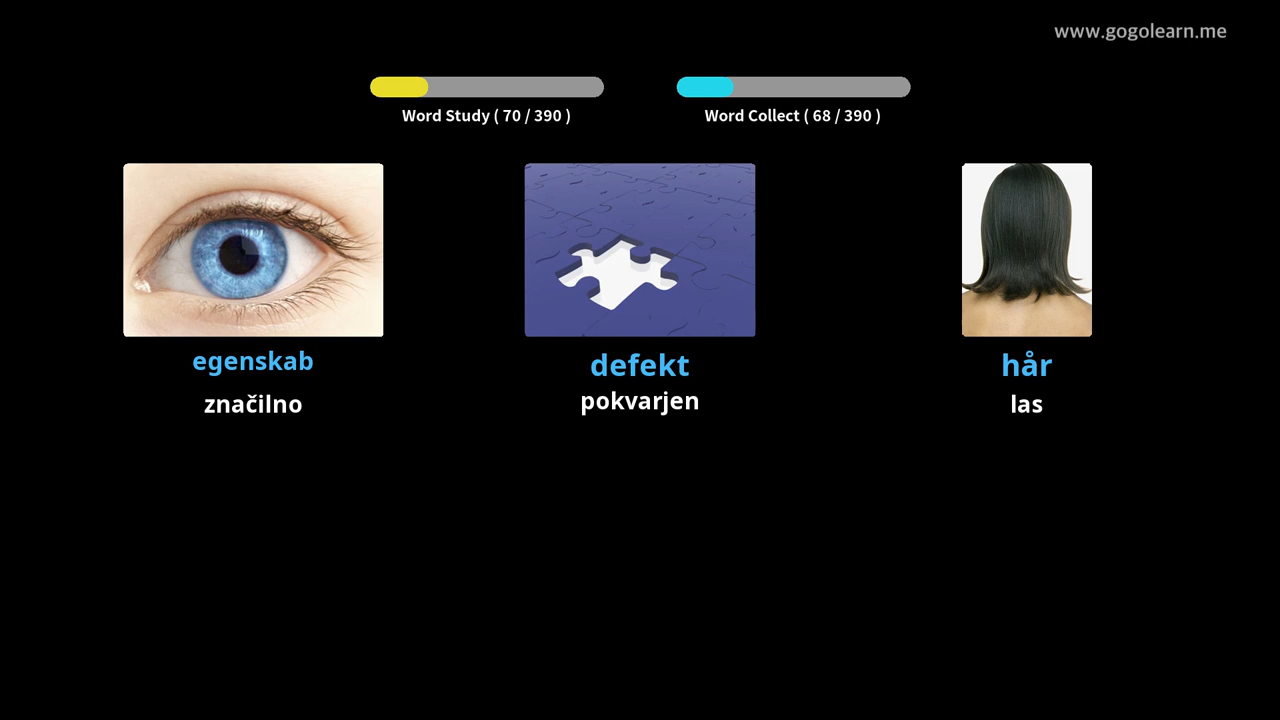 www.gogolearn.me
Word Study ( 70 / 390 )
Word Collect ( 68 / 390 )
egenskab
značilno
defekt
pokvarjen
hår
las